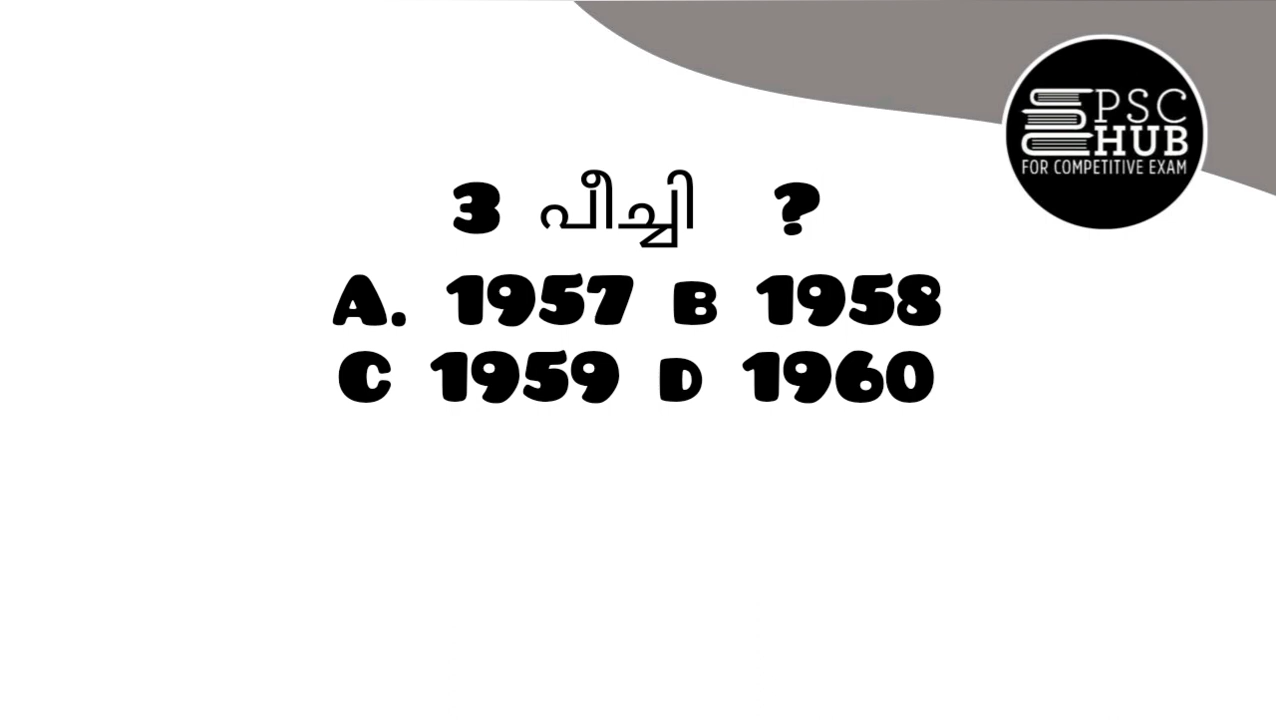 PSC
HUB
FOR COMPETITIVE EXAM
3 പീച്ചി ?
A. 1957 B 1958
C 1959 D 1960